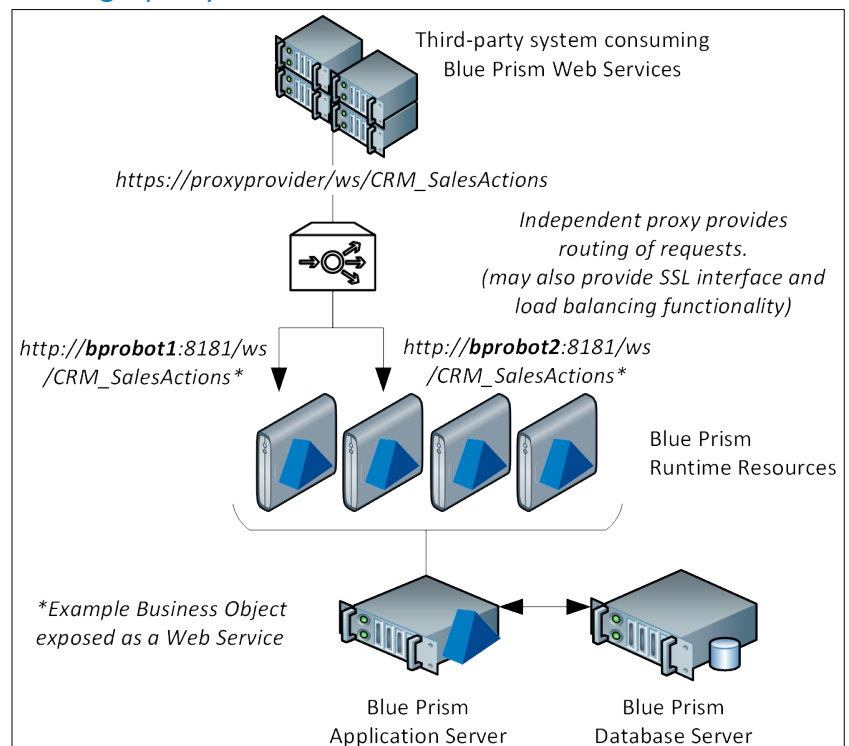 Third-party system consuming
Blue Prism Web Services
https://proxyprovider/ws/CRM_SalesActions
Independent proxy provides
routing of requests.
(may also provide SSL interface and
load balancing functionality)
http://bprobot1:8181/ws
/CRM_SalesActions*
http://bprobot2:8181/ws
/CRM_SalesActions*
Blue Prism
Runtime Resources
*Example Business Object
exposed as a Web Service
Blue Prism
Application Server
Blue Prism
Database Server